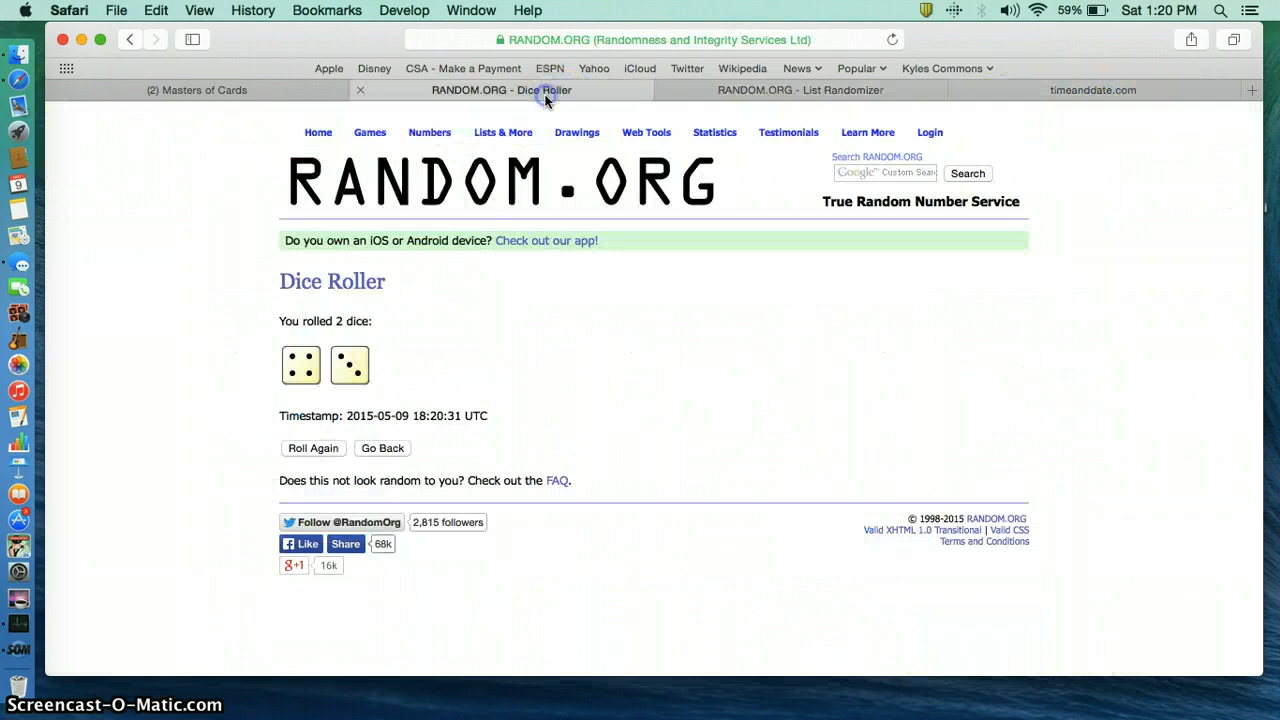 Safari File Edit View History Bookmarks Develop Window Help 59% Sat 1:20 PM
RANDOM.ORG (Randomness and Integrity Services Ltd)
Apple Disney CSA - Make a Payment ESPN Yahoo iCloud Twitter Wikipedia News Popular Kyles Commons
(2) Masters of Cards RANDOM.ORG - Dice Roller RANDOM.ORG - List Randomizer timeanddate.com
Home Games Numbers Lists & More Drawings Web Tools Statistics Testimonials Learn More Login
RANDOM.ORG
Search RANDOM.ORG
Google™ Custom Sear Search
True Random Number Service
Do you own an iOS or Android device? Check out our app!
Dice Roller
You rolled 2 dice:
Timestamp: 2015-05-09 18:20:31 UTC
Roll Again Go Back
Does this not look random to you? Check out the FAQ.
Follow @RandomOrg 2,815 followers
Like Share 68k
g+1 16k
© 1998-2015 RANDOM.ORG
Valid XHTML 1.0 Transitional | Valid CSS
Terms and Conditions
9
3
SOM
Screencast-O-Matic.com